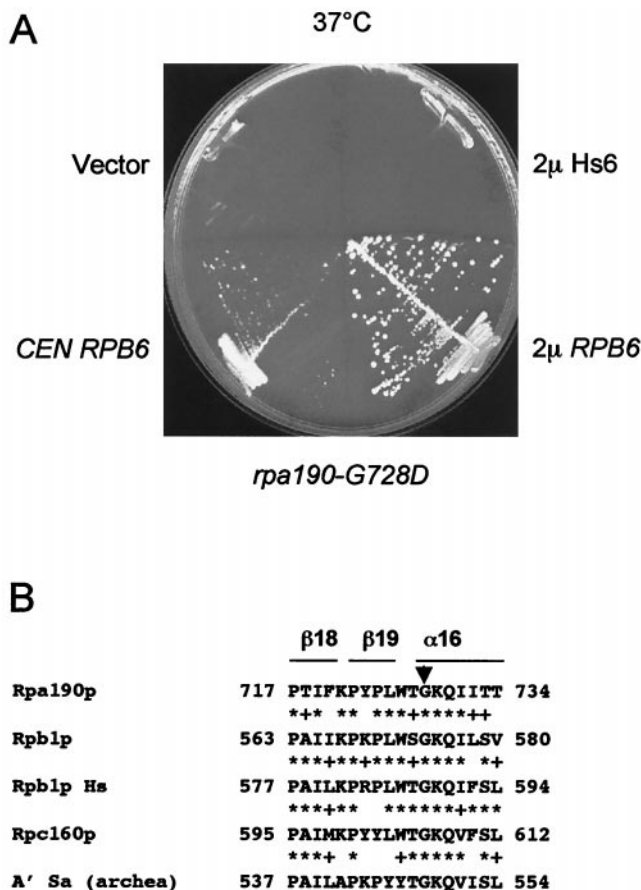 A
37°C
Vector
2µ Hs6
CEN RPB6
2µ RPB6
rpa190-G728D
B
β18 β19 α16
Rpa190p 717 PTIFKPYPLWTGKQIITT 734
*+* ** ***+*****++
Rpb1p 563 PAIIKPKPLWSGKQILSV 580
***+**+***+***** *+
Rpb1p Hs 577 PAILKPRPLWTGKQIFSL 594
***+** ******+***
Rpc160p 595 PAIMKPYYLWTGKQVFSL 612
***+ * +***** *+
A' Sa (archea) 537 PAILAPKPYYTGKQVISL 554